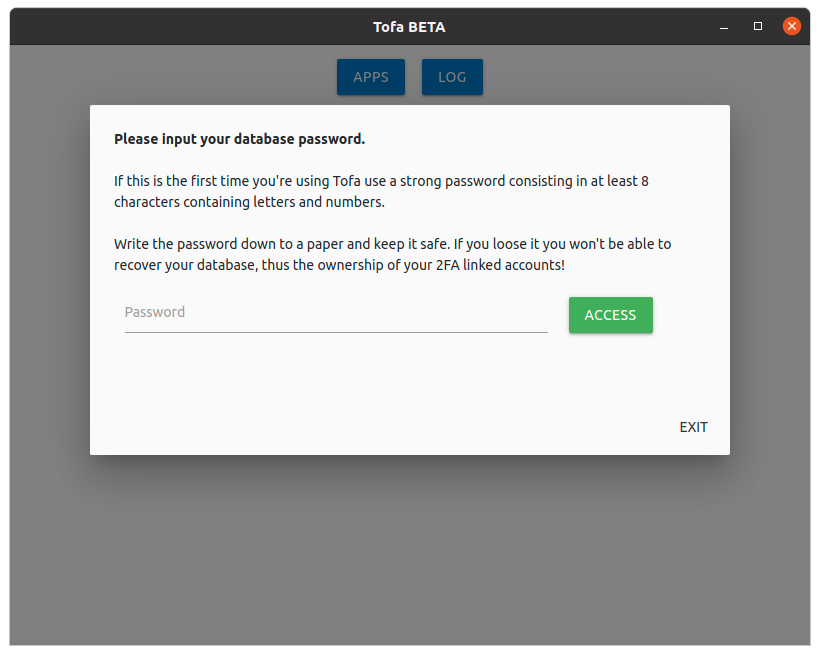 Tofa BETA
APPS LOG
Please input your database password.
If this is the first time you're using Tofa use a strong password consisting in at least 8
characters containing letters and numbers.
Write the password down to a paper and keep it safe. If you loose it you won't be able to
recover your database, thus the ownership of your 2FA linked accounts!
Password
ACCESS
EXIT